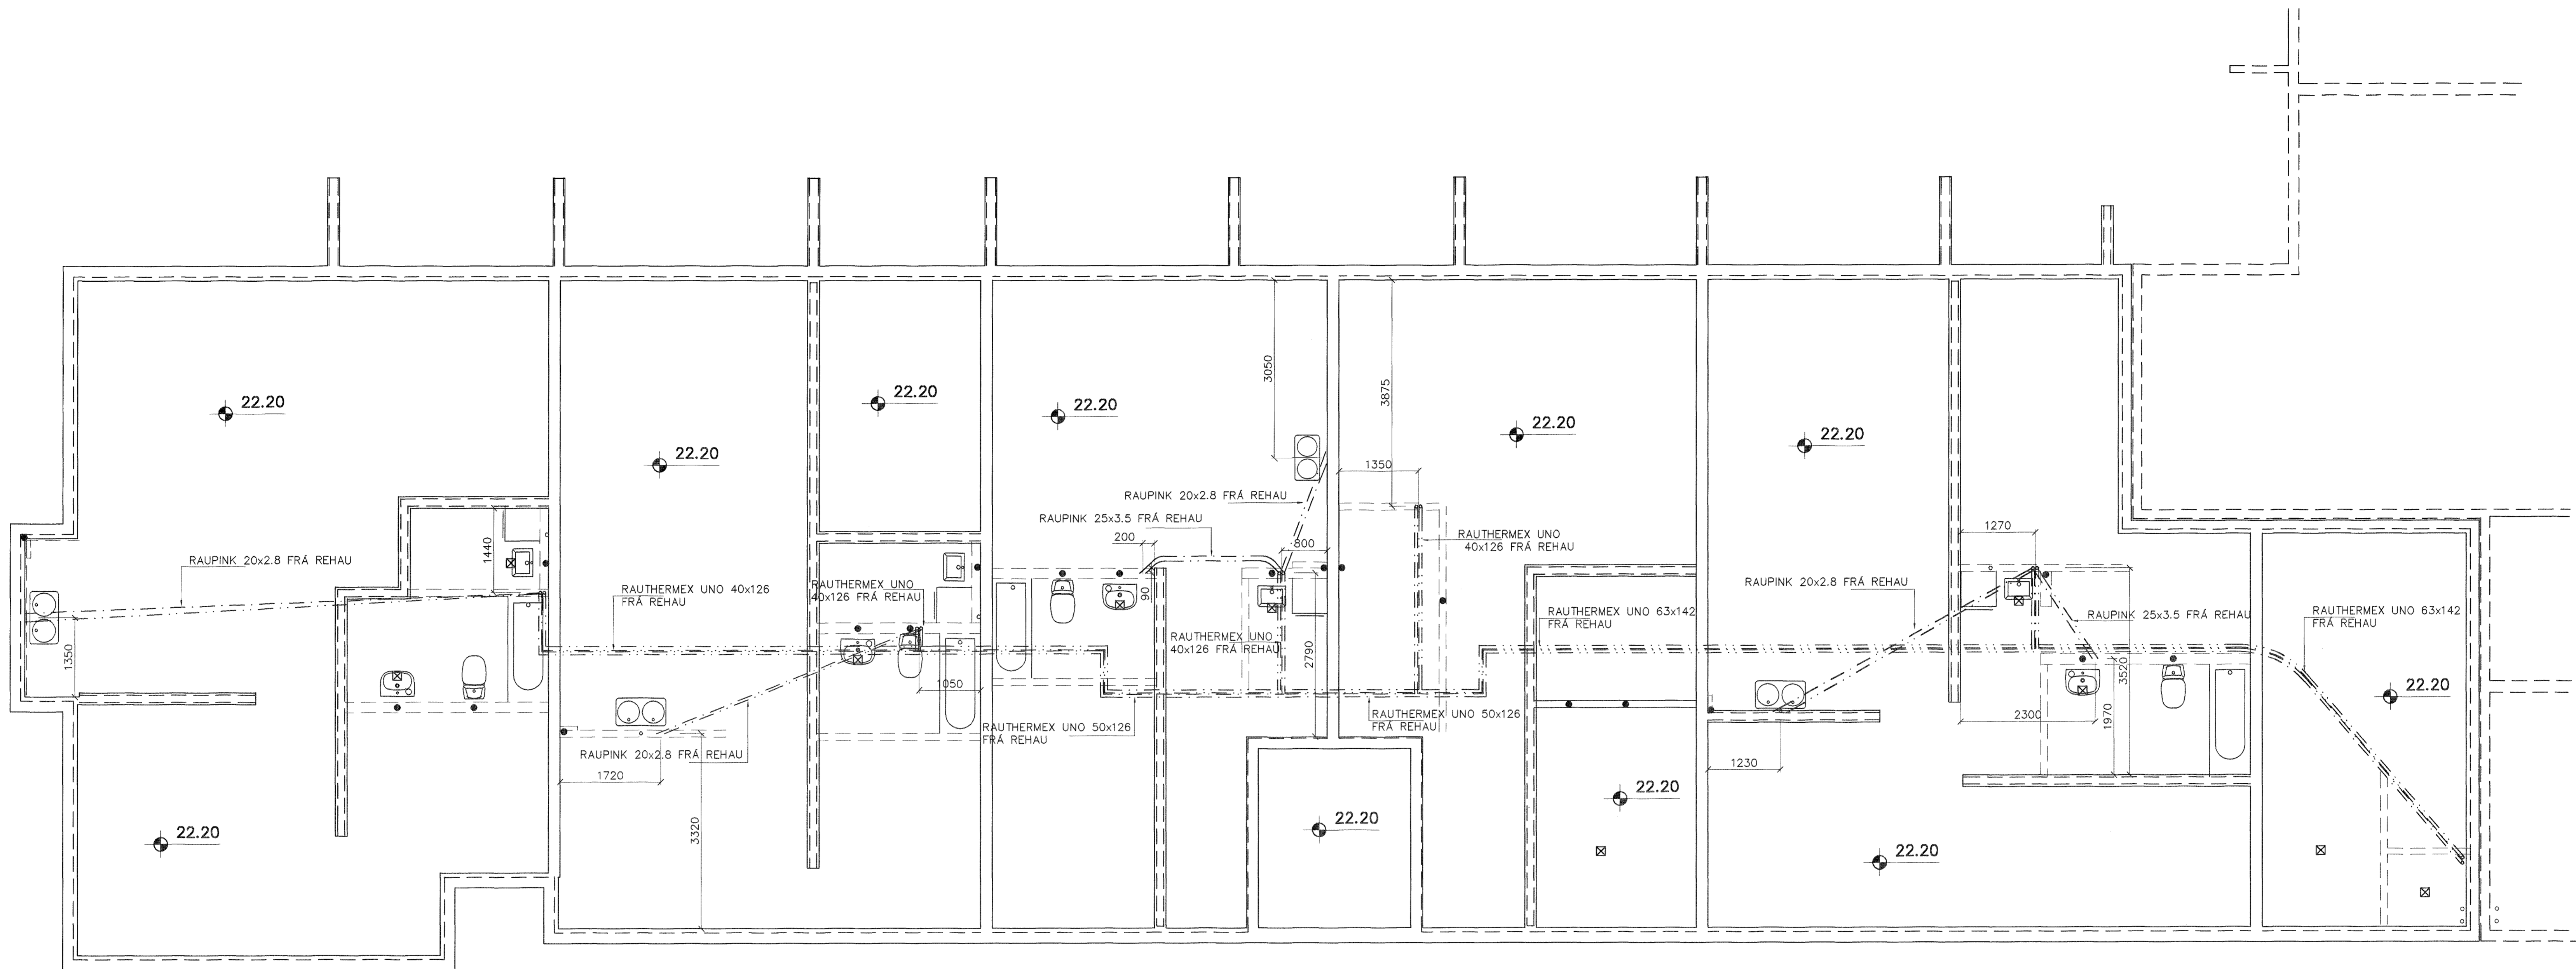 22.20
22.20
22.20
22.20
22.20
22.20
3050
3875
1350
RAUPINK 20x2.8 FRÁ REHAU
RAUPINK 25x3.5 FRÁ REHAU
200
800
90
RAUTHERMEX UNO
40x126 FRÁ REHAU
1440
RAUPINK 20x2.8 FRÁ REHAU
RAUTHERMEX UNO 40x126
FRÁ REHAU
RAUTHERMEX UNO
40x126 FRÁ REHAU
1270
RAUPINK 20x2.8 FRÁ REHAU
RAUTHERMEX UNO 63x142
FRÁ REHAU
RAUPINK 25x3.5 FRÁ REHAU
RAUTHERMEX UNO 63x142
FRÁ REHAU
RAUTHERMEX UNO
40x126 FRÁ REHAU
2790
1350
1050
3520
22.20
RAUTHERMEX UNO 50x126
FRÁ REHAU
RAUTHERMEX UNO 50x126
FRÁ REHAU
2300
1970
RAUPINK 20x2.8 FRÁ REHAU
1720
1230
3320
22.20
22.20
22.20
22.20